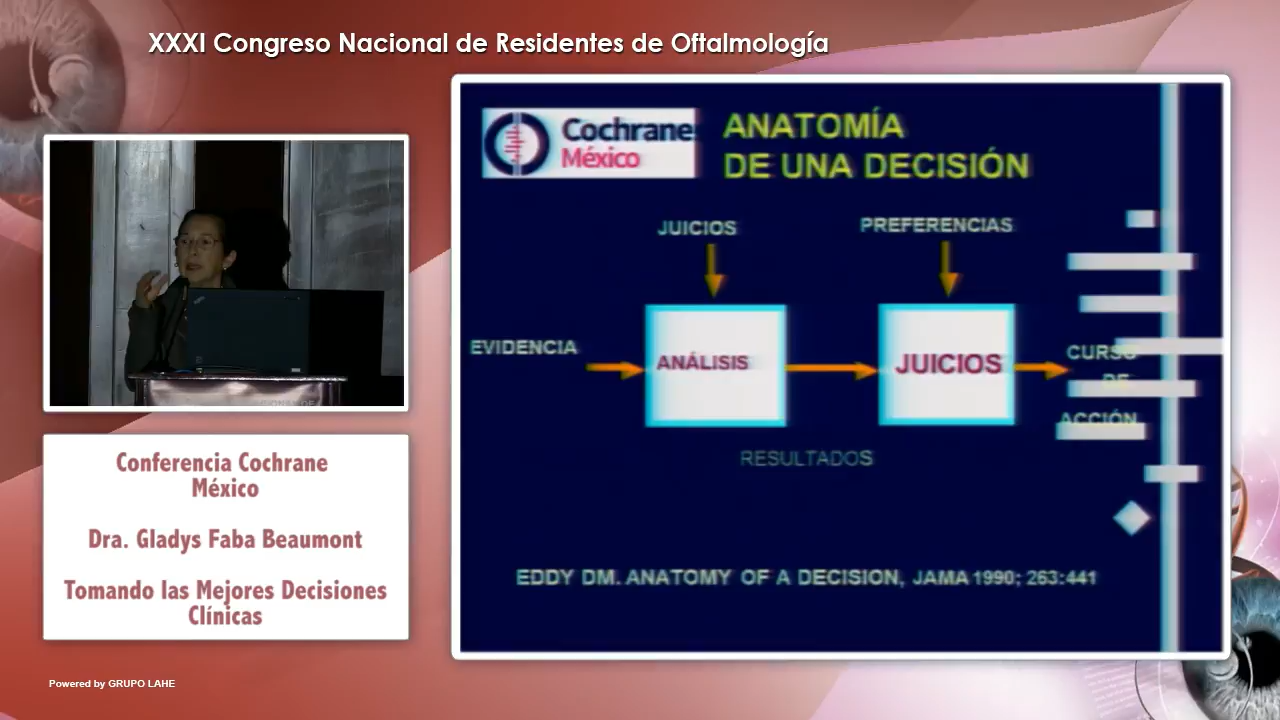 XXXI Congreso Nacional de Residentes de Oftalmología
Cochrane
México
ANATOMÍA
DE UNA DECISIÓN
JUICIOS
PREFERENCIAS
EVIDENCIA
ANÁLISIS
JUICIOS
CURSO
DE
ACCIÓN
RESULTADOS
EDDY DM. ANATOMY OF A DECISION, JAMA 1990; 263:441
Conferencia Cochrane
México
Dra. Gladys Faba Beaumont
Tomando las Mejores Decisiones
Clínicas
Powered by GRUPO LAHE